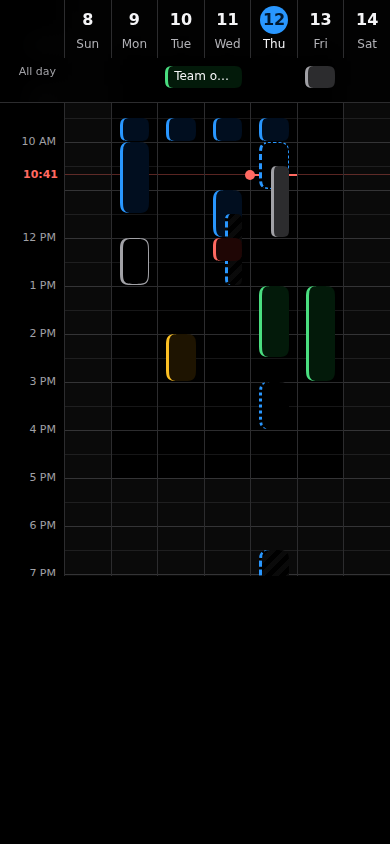 8 9 10 11 12 13 14
Sun Mon Tue Wed Thu Fri Sat
All day Team o...
10 AM
10:41
12 PM
1 PM
2 PM
3 PM
4 PM
5 PM
6 PM
7 PM